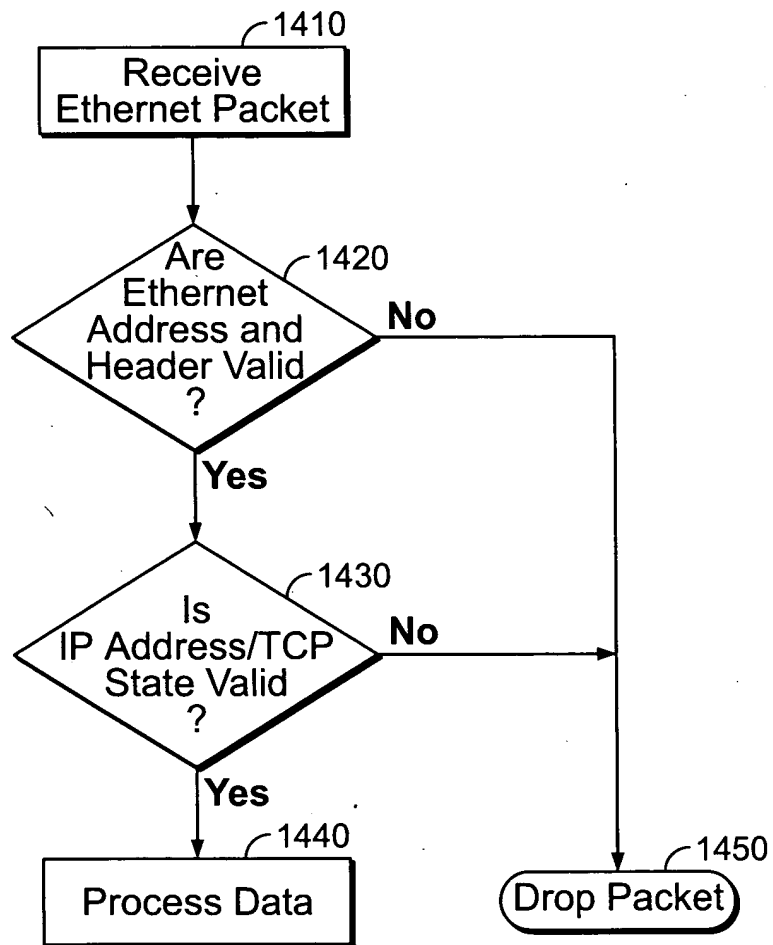 1410
Receive
Ethernet Packet
1420
Are
Ethernet
Address and
Header Valid
?
No
Yes
1430
Is
IP Address/TCP
State Valid
?
No
Yes
1440
Process Data
1450
Drop Packet